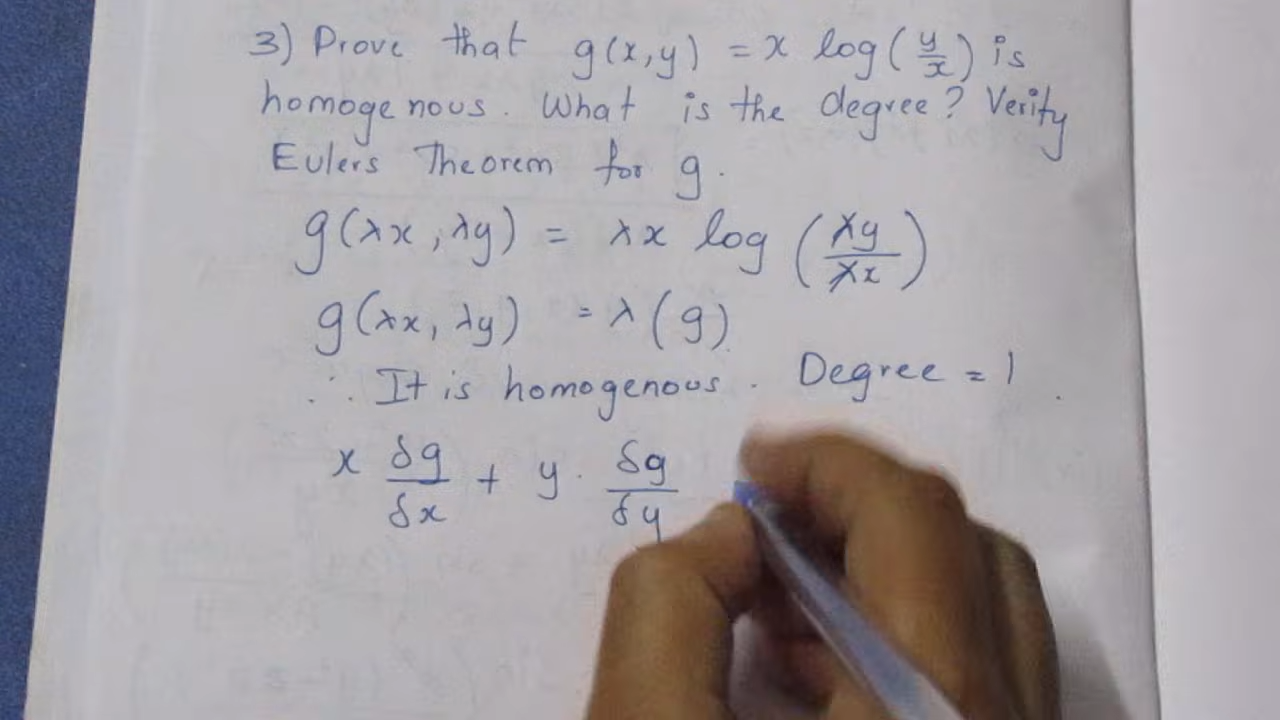 3) Prove that g(x,y) = x log(y/x) is
homogenous. What is the degree? Verify
Eulers Theorem for g.
g(λx, λy) = λx log (λy/λx)
g(λx, λy) = λ(g)
∴ It is homogenous. Degree = 1
x δg/δx + y · δg/δy